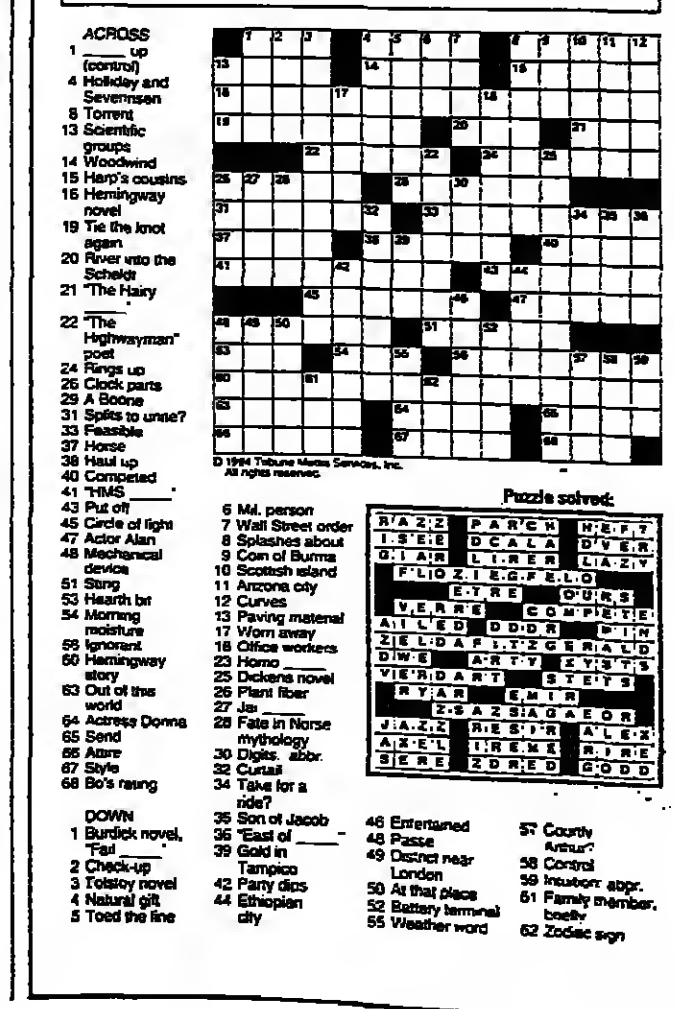 ACROSS
1 ____ up
(control)
4 Holiday and
Severinsen
8 Torrent
13 Scientific
groups
14 Woodwind
15 Harp's cousins
16 Hemingway
novel
19 Tie the knot
again
20 River into the
Scheldt
21 "The Hairy
____"
22 "The
Highwayman"
poet
24 Rings up
26 Clock parts
29 A Boone
31 Splits to unite?
33 Feasible
37 Horse
38 Haul up
40 Competed
41 "HMS ____"
43 Put off
45 Circle of light
47 Actor Alan
48 Mechanical
device
51 Sting
53 Hearth bit
54 Morning
moisture
56 Ignorant
60 Hemingway
story
63 Out of this
world
64 Actress Donna
65 Send
66 Attire
67 Style
68 Bo's rating
DOWN
1 Burdick novel,
"Fail ____"
2 Check-up
3 Tolstoy novel
4 Natural gift
5 Toed the line
© 1994 Tribune Media Services, Inc.
All rights reserved.
6 Mil. person
7 Wall Street order
8 Splashes about
9 Coin of Burma
10 Scottish island
11 Arizona city
12 Curves
13 Paving material
17 Worn away
18 Office workers
23 Homo ____
25 Dickens novel
26 Plant fiber
27 Jai ____
28 Fate in Norse
mythology
30 Digits. abbr.
32 Curtail
34 Take for a
ride?
35 Son of Jacob
36 "East of ____"
39 Gold in
Tampico
42 Party dips
44 Ethiopian
city
46 Entertained
48 Passe
49 District near
London
50 At that place
52 Battery terminal
55 Weather word
57 Courtly
Arthur?
58 Control
59 Intuition: abbr.
61 Family member,
briefly
62 Zodiac sign
Puzzle solved:
RAZZ PARCH HEFT